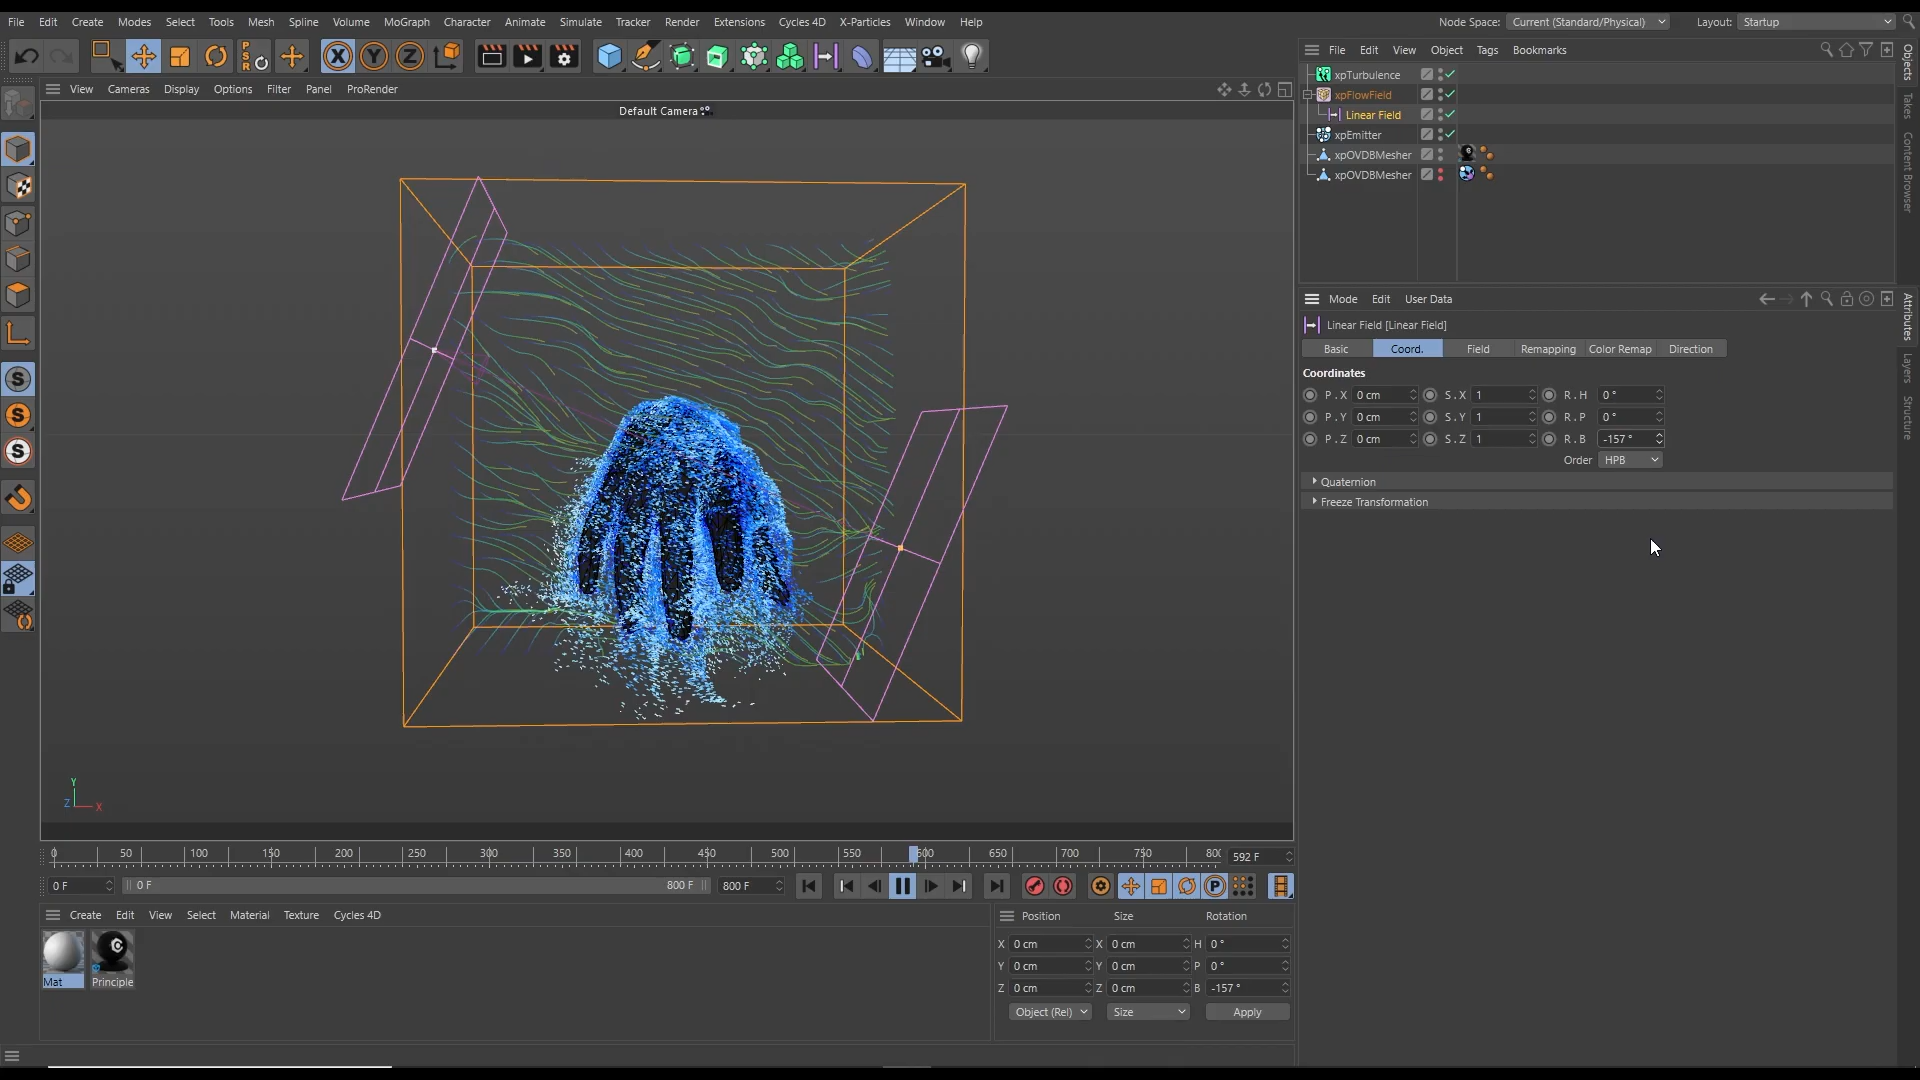 File Edit Create Modes Select Tools Mesh Spline Volume MoGraph Character Animate Simulate Tracker Render Extensions Cycles 4D X-Particles Window Help Node Space: Current (Standard/Physical) Layout: Startup
PSR X Y Z
File Edit View Object Tags Bookmarks
View Cameras Display Options Filter Panel ProRender
Default Camera
xpTurbulence
xpFlowField
Linear Field
xpEmitter
xpOVDBMesher
xpOVDBMesher
Objects
Takes
Content Browser
Mode Edit User Data
Linear Field [Linear Field]
Basic Coord. Field Remapping Color Remap Direction
Coordinates
P . X 0 cm S . X 1 R . H 0 °
P . Y 0 cm S . Y 1 R . P 0 °
P . Z 0 cm S . Z 1 R . B -157 °
Order HPB
Quaternion
Freeze Transformation
Attributes
Layers
Structure
S
S
S
Y
Z X
0 50 100 150 200 250 300 350 400 450 500 550 600 650 700 750 800 592 F
0 F 0 F 800 F 800 F P
Create Edit View Select Material Texture Cycles 4D
Mat Principle
Position Size Rotation
X 0 cm X 0 cm H 0 °
Y 0 cm Y 0 cm P 0 °
Z 0 cm Z 0 cm B -157 °
Object (Rel) Size Apply